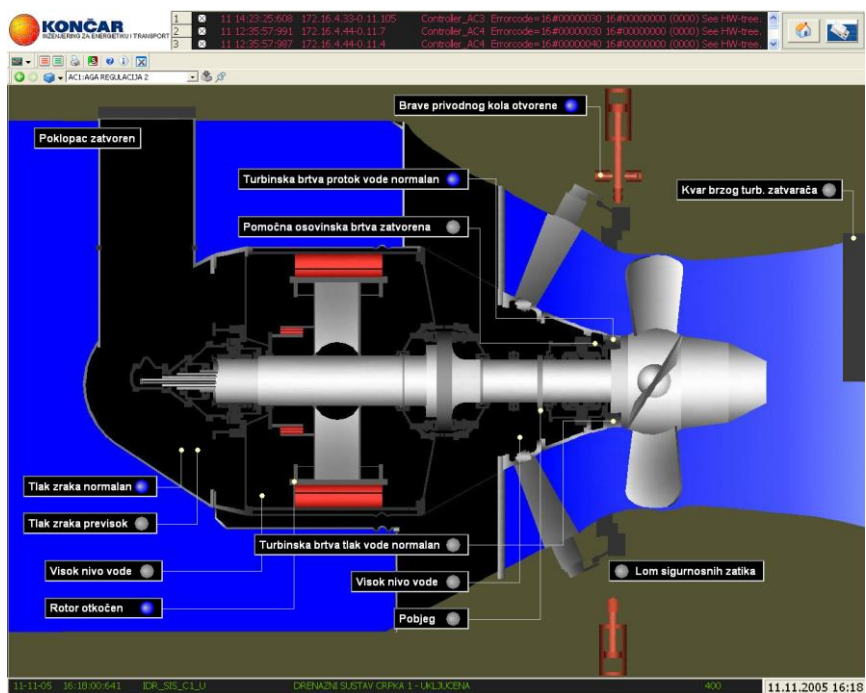 KONČAR
INŽENJERING ZA ENERGETIKU I TRANSPORT
1 11 14:23:25:608 172.16.4.33-0.11.105 Controller_AC3 Errorcode=16#00000030 16#00000000 (0000) See HW-tree.
2 11 12:35:57:991 172.16.4.44-0.11.7 Controller_AC4 Errorcode=16#00000030 16#00000000 (0000) See HW-tree.
3 11 12:35:57:987 172.16.4.44-0.11.4 Controller_AC4 Errorcode=16#00000040 16#00000000 (0000) See HW-tree.
AC1:AGA REGULACIJA 2
Brave privodnog kola otvorene
Poklopac zatvoren
Turbinska brtva protok vode normalan
Kvar brzog turb. zatvarača
Pomočna osovinska brtva zatvorena
Tlak zraka normalan
Tlak zraka previsok
Turbinska brtva tlak vode normalan
Visok nivo vode
Visok nivo vode
Lom sigurnosnih zatika
Rotor otkočen
Pobjeg
11-11-05 16:18:00:641 IDR_SIS_C1_U DRENAZNI SUSTAV CRPKA 1 - UKLJUCENA 400 11.11.2005 16:18